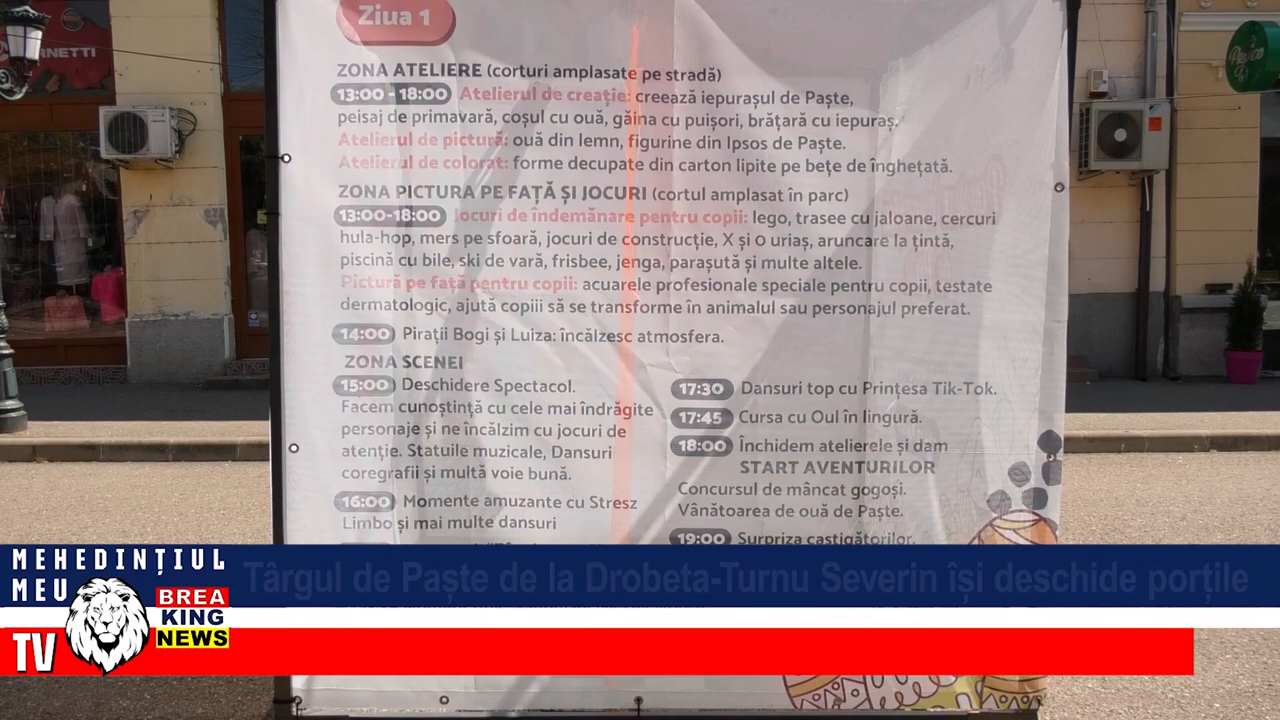 Ziua 1
ZONA ATELIERE (corturi amplasate pe stradă)
13:00 - 18:00 Atelierul de creație: creează iepurașul de Paște,
peisaj de primavară, coșul cu ouă, găina cu puișori, brățară cu iepuraș.
Atelierul de pictură: ouă din lemn, figurine din Ipsos de Paște.
Atelierul de colorat: forme decupate din carton lipite pe bețe de înghețată.
ZONA PICTURA PE FAȚĂ ȘI JOCURI (cortul amplasat în parc)
13:00-18:00 Jocuri de îndemânare pentru copii: lego, trasee cu jaloane, cercuri
hula-hop, mers pe sfoară, jocuri de construcție, X și O uriaș, aruncare la țintă,
piscină cu bile, ski de vară, frisbee, jenga, parașută și multe altele.
Pictură pe față pentru copii: acuarele profesionale speciale pentru copii, testate
dermatologic, ajută copiii să se transforme în animalul sau personajul preferat.
14:00 Pirații Bogi și Luiza: încălzesc atmosfera.
ZONA SCENEI
15:00 Deschidere Spectacol.
Facem cunoștință cu cele mai îndrăgite
personaje și ne încălzim cu jocuri de
atenție. Statuile muzicale, Dansuri
coregrafii și multă voie bună.
16:00 Momente amuzante cu Stresz
Limbo și mai multe dansuri
17:30 Dansuri top cu Prințesa Tik-Tok.
17:45 Cursa cu Oul în lingură.
18:00 Închidem atelierele și dam
START AVENTURILOR
Concursul de mâncat gogoși.
Vânătoarea de ouă de Paște.
19:00 Surpriza castigătorilor.
MEHEDINȚIUL
MEU
TV
BREA
KING
NEWS
Târgul de Paște de la Drobeta-Turnu Severin își deschide porțile